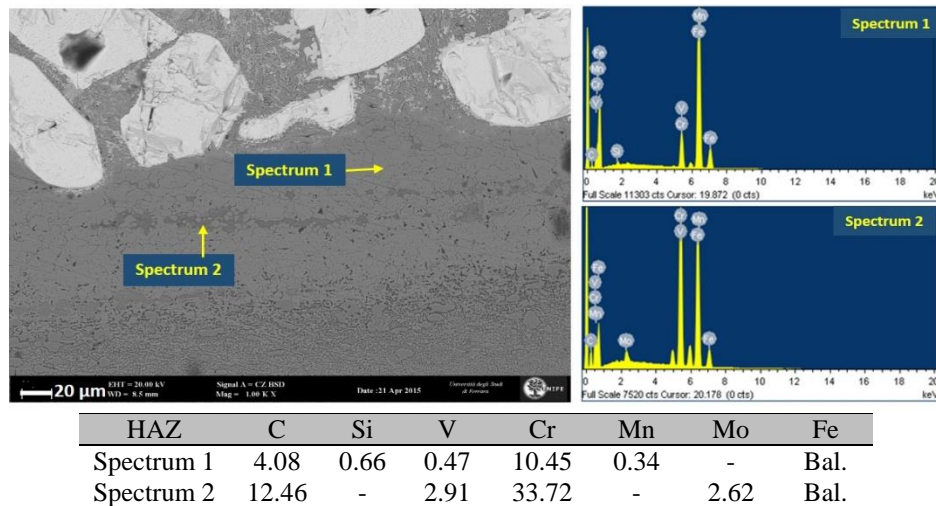 Spectrum 1
Spectrum 2
20 µm
EHT = 20.00 kV
WD = 8.5 mm
Signal A = CZ BSD
Mag = 1.00 K X
Date :21 Apr 2015
Università degli Studi
di Ferrara
NTFE
Spectrum 1
Mn
Fe
Fe
Mn
Cr
V
C
Si
V
Cr
Fe
0 2 4 6 8 10 12 14 16 18 20
Full Scale 11303 cts Cursor: 19.872 (0 cts) keV
Spectrum 2
Cr
V
Mn
Fe
Fe
V
Cr
Mn
C
Mo
Fe
0 2 4 6 8 10 12 14 16 18 20
Full Scale 7520 cts Cursor: 20.178 (0 cts) keV
HAZ C Si V Cr Mn Mo Fe
Spectrum 1 4.08 0.66 0.47 10.45 0.34 - Bal.
Spectrum 2 12.46 - 2.91 33.72 - 2.62 Bal.